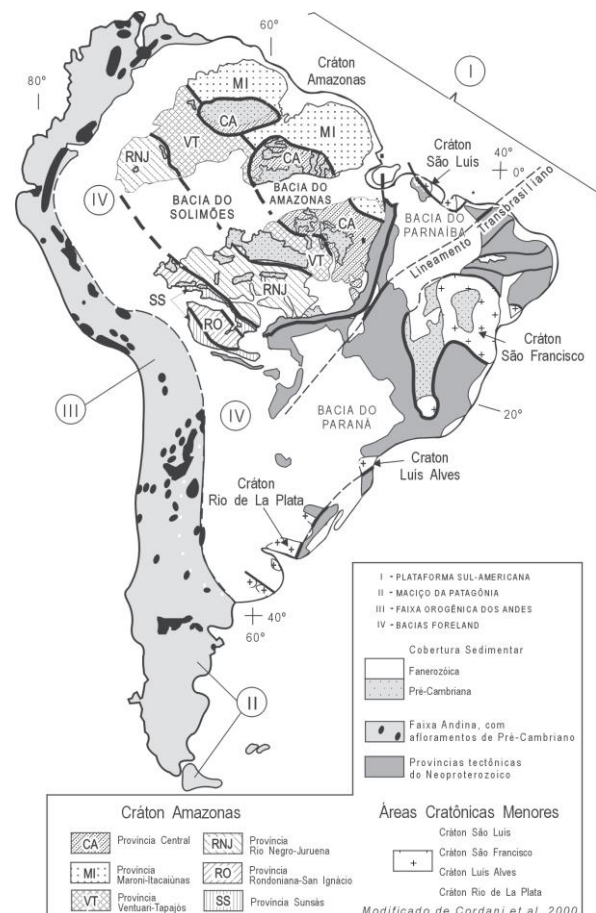 60°
80°
Cráton
Amazonas
I
MI
CA
MI
VT
RNJ
CA
Cráton
São Luis
40°
0°
IV
BACIA DO
SOLIMÕES
BACIA DO
AMAZONAS
BACIA DO
PARNAÍBA
Lineamento Transbrasiliano
CA
VT
RNJ
SS
RO
Cráton
São Francisco
III
IV
BACIA DO
PARANÁ
20°
Craton
Luis Alves
Cráton
Rio de La Plata
40°
60°
II
I - PLATAFORMA SUL-AMERICANA
II - MACIÇO DA PATAGÔNIA
III - FAIXA OROGÊNICA DOS ANDES
IV - BACIAS FORELAND
Cobertura Sedimentar
Fanerozóica
Pré-Cambriana
Faixa Andina, com
afloramentos de Pré-Cambriano
Províncias tectônicas
do Neoproterozoico
Cráton Amazonas
CA Província Central
RNJ Província
Rio Negro-Juruena
MI Província
Maroni-Itacaiúnas
RO Província
Rondoniana-San Ignácio
VT Província
Ventuari-Tapajós
SS Província Sunsás
Áreas Cratônicas Menores
Cráton São Luis
Cráton São Francisco
Cráton Luis Alves
Cráton Rio de La Plata
Modificado de Cordani et al, 2000